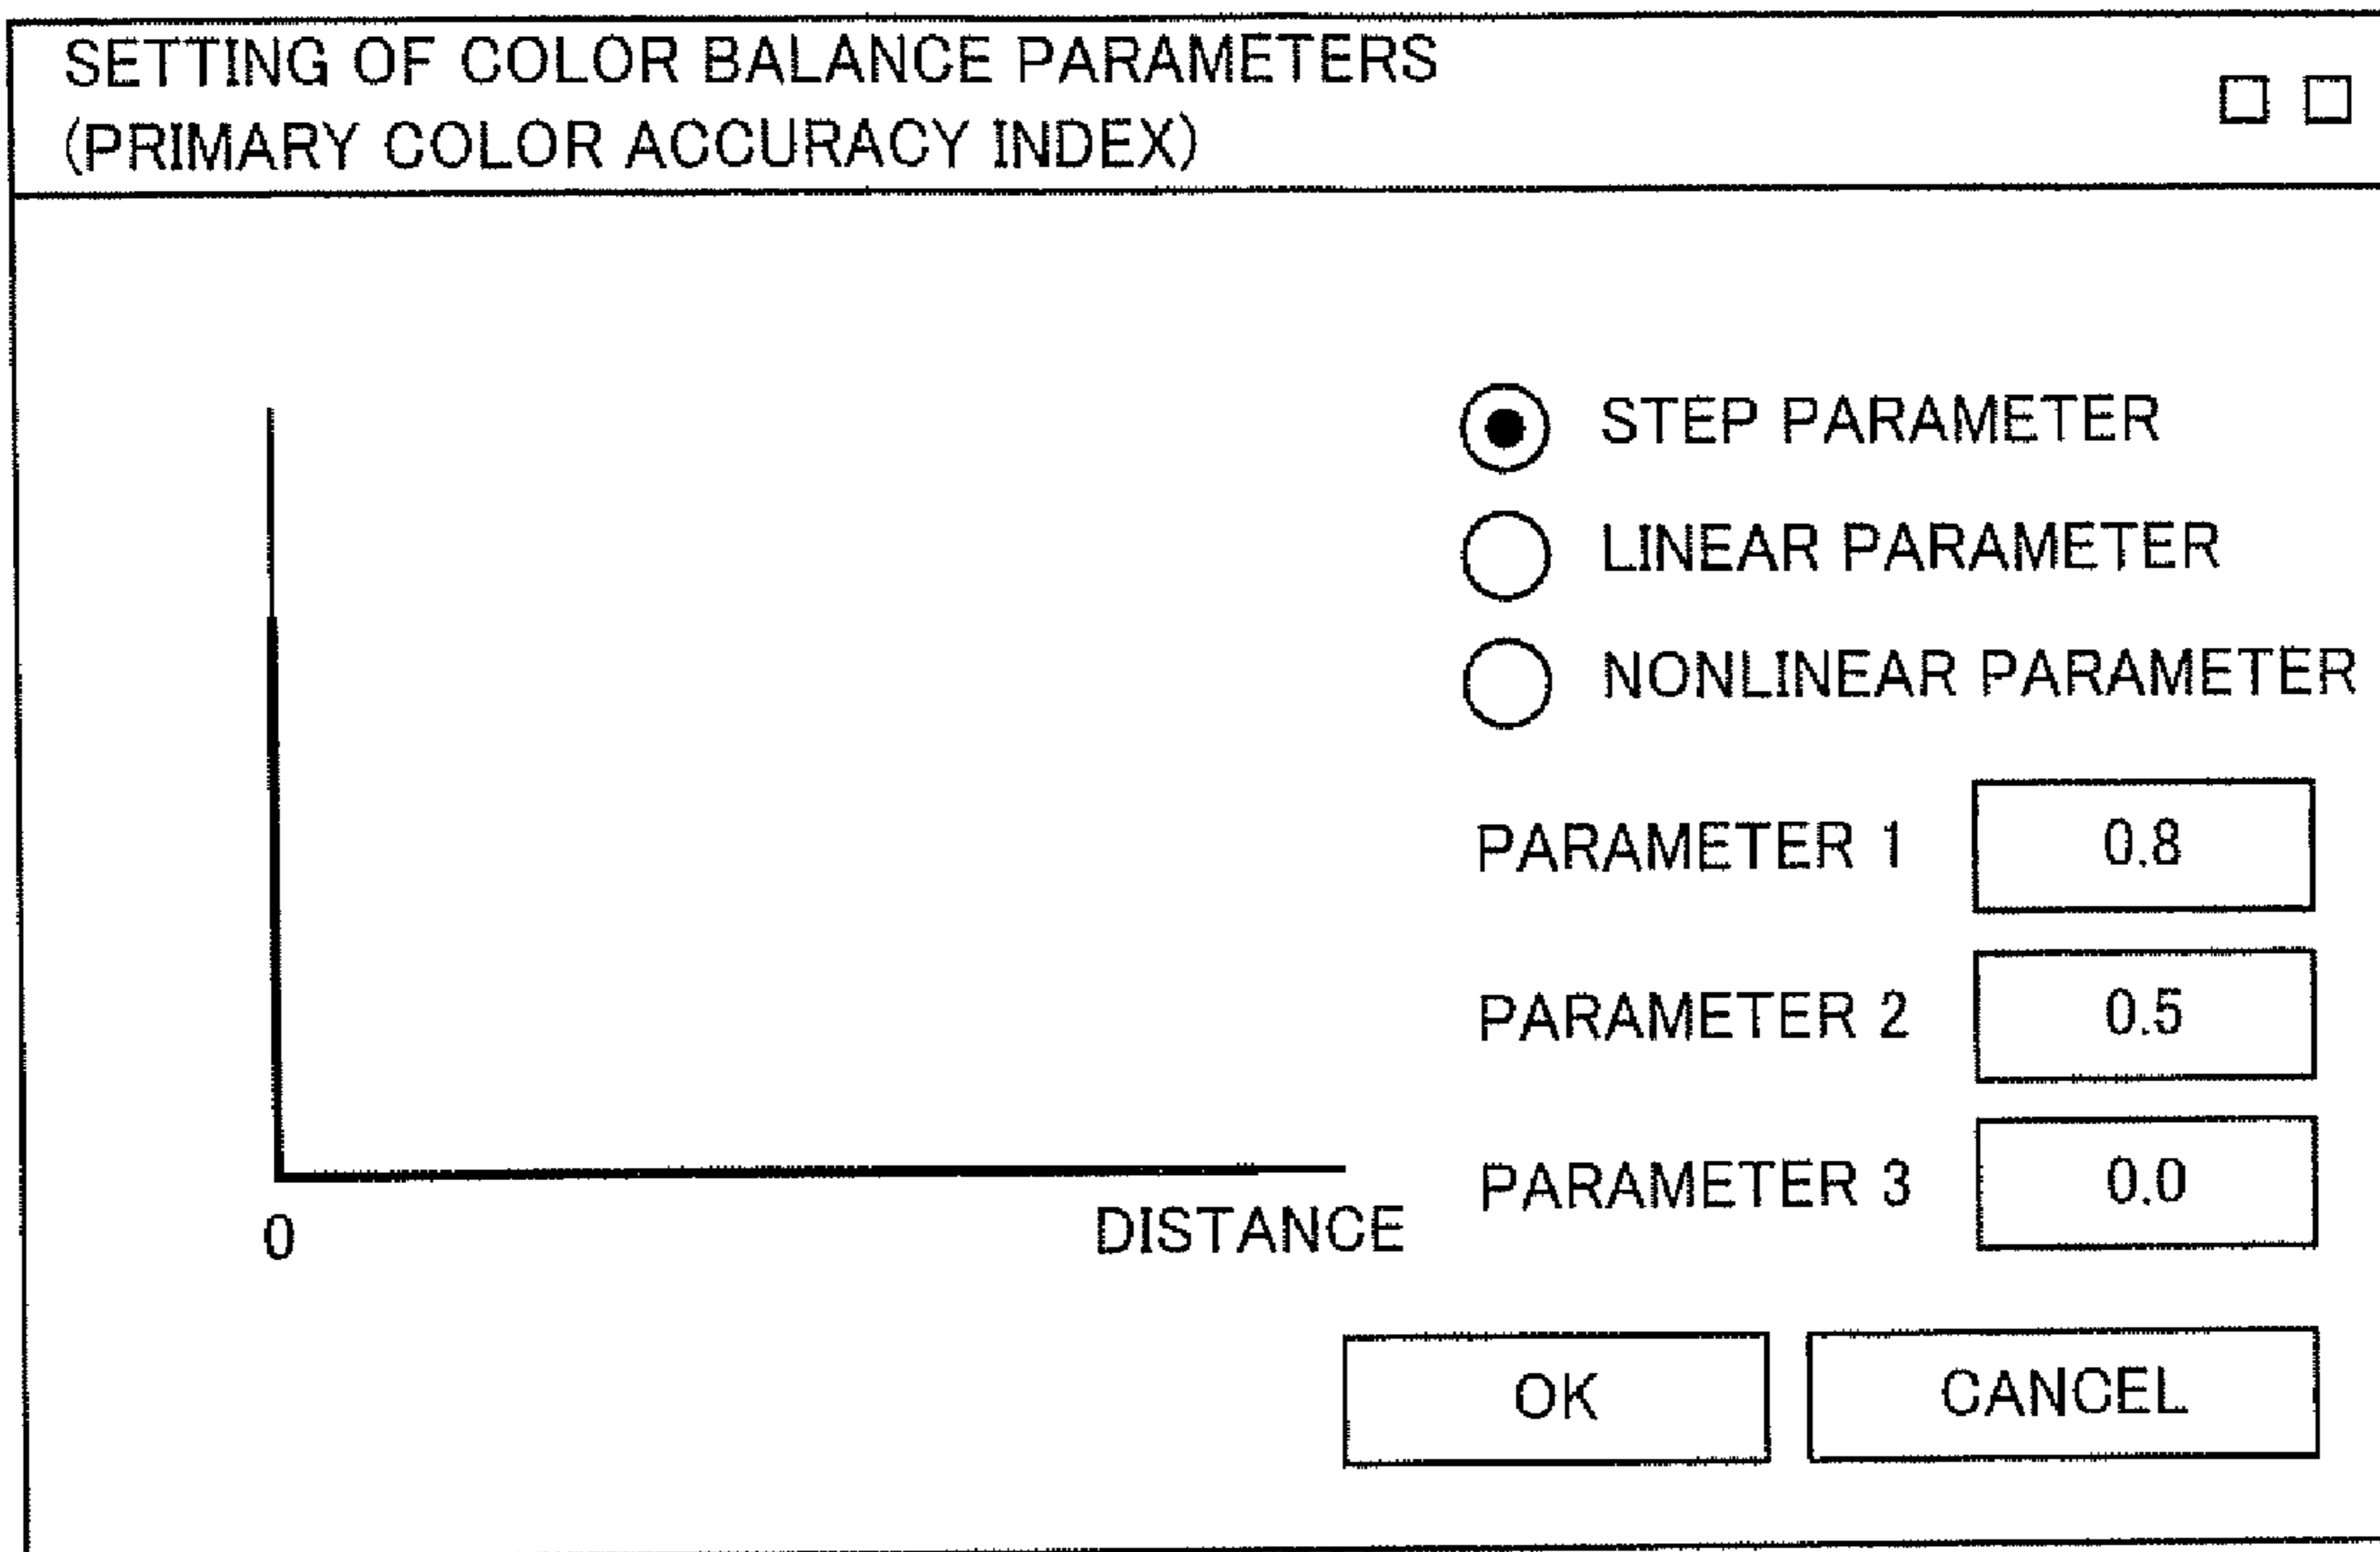 SETTING OF COLOR BALANCE PARAMETERS
(PRIMARY COLOR ACCURACY INDEX)
STEP PARAMETER
LINEAR PARAMETER
NONLINEAR PARAMETER
PARAMETER 1 0.8
PARAMETER 2 0.5
PARAMETER 3 0.0
0 DISTANCE
OK CANCEL